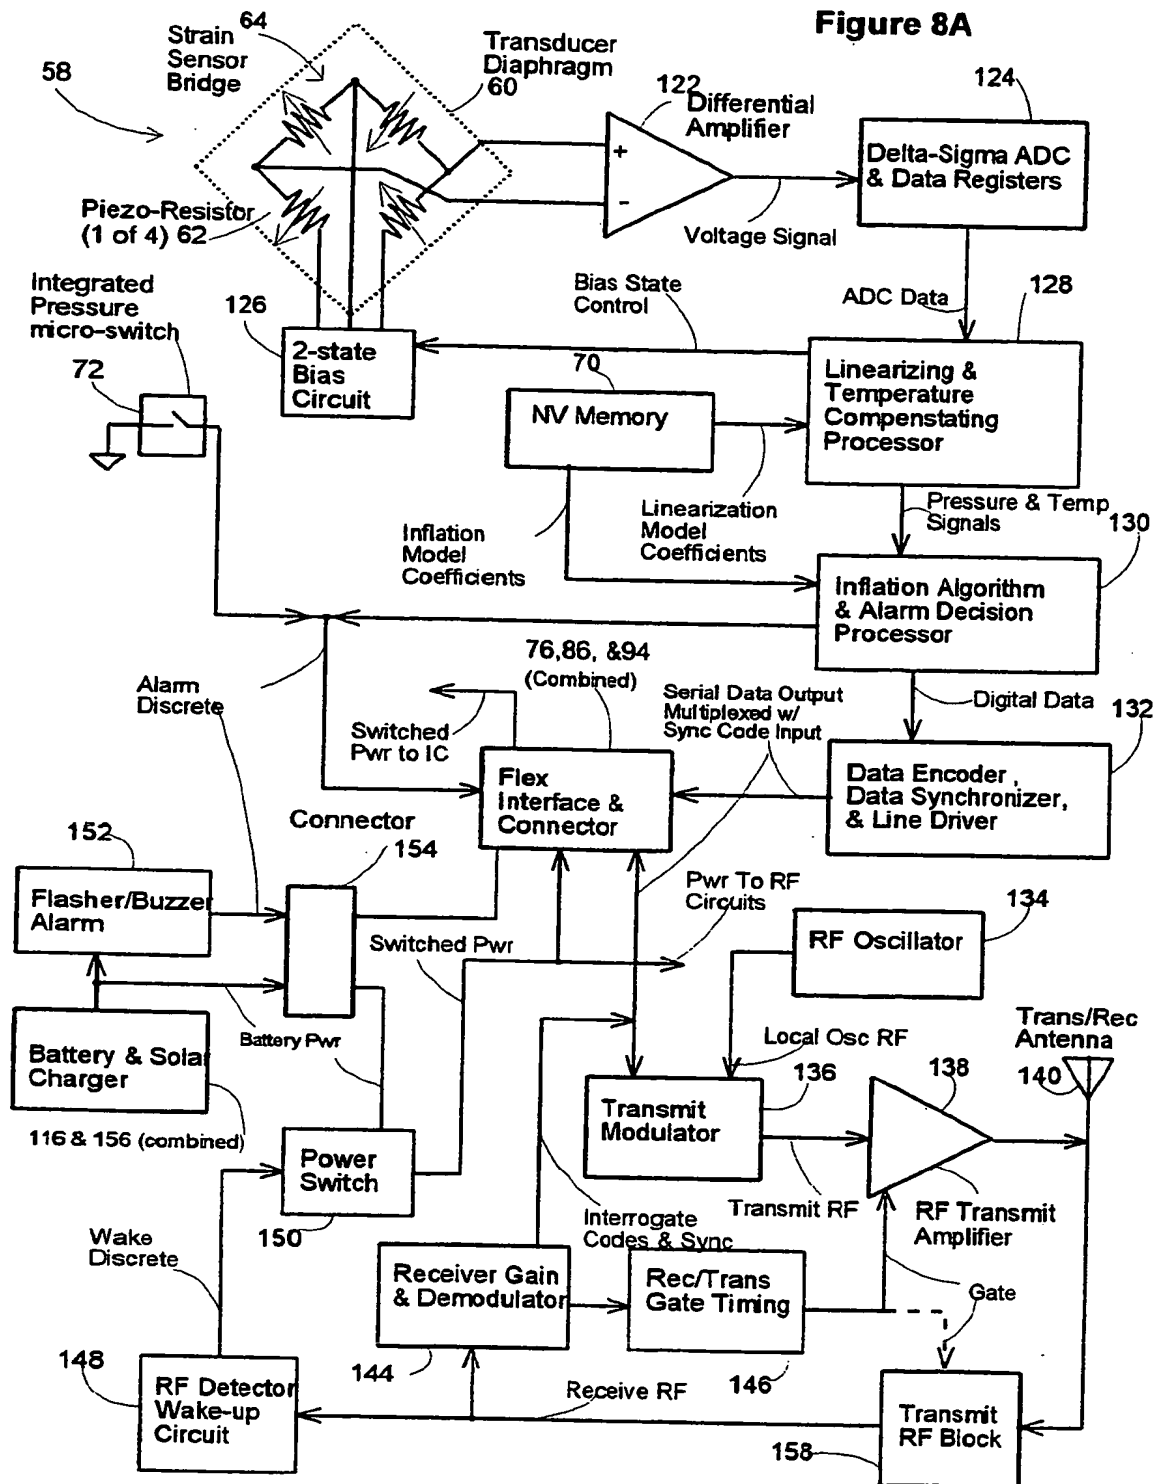 Figure 8A
64
Strain
Sensor
Bridge
58
Transducer
Diaphragm
60
122
Differential
Amplifier
124
Delta-Sigma ADC
& Data Registers
+
-
Piezo-Resistor
(1 of 4) 62
Voltage Signal
Integrated
Pressure
micro-switch
72
126
2-state
Bias
Circuit
Bias State
Control
ADC Data
128
Linearizing &
Temperature
Compenstating
Processor
70
NV Memory
Inflation
Model
Coefficients
Linearization
Model
Coefficients
Pressure & Temp
Signals
130
Inflation Algorithm
& Alarm Decision
Processor
76,86, &94
(Combined)
Alarm
Discrete
Switched
Pwr to IC
Serial Data Output
Multiplexed w/
Sync Code Input
Digital Data
132
Flex
Interface &
Connector
Data Encoder ,
Data Synchronizer,
& Line Driver
Connector
154
152
Flasher/Buzzer
Alarm
Switched Pwr
Pwr To RF
Circuits
134
RF Oscillator
Battery Pwr
Battery & Solar
Charger
116 & 156 (combined)
Local Osc RF
Trans/Rec
Antenna
140
136
Transmit
Modulator
138
Power
Switch
150
Transmit RF
RF Transmit
Amplifier
Wake
Discrete
Interrogate
Codes & Sync
Receiver Gain
& Demodulator
144
Rec/Trans
Gate Timing
146
Gate
148
RF Detector
Wake-up
Circuit
Receive RF
Transmit
RF Block
158